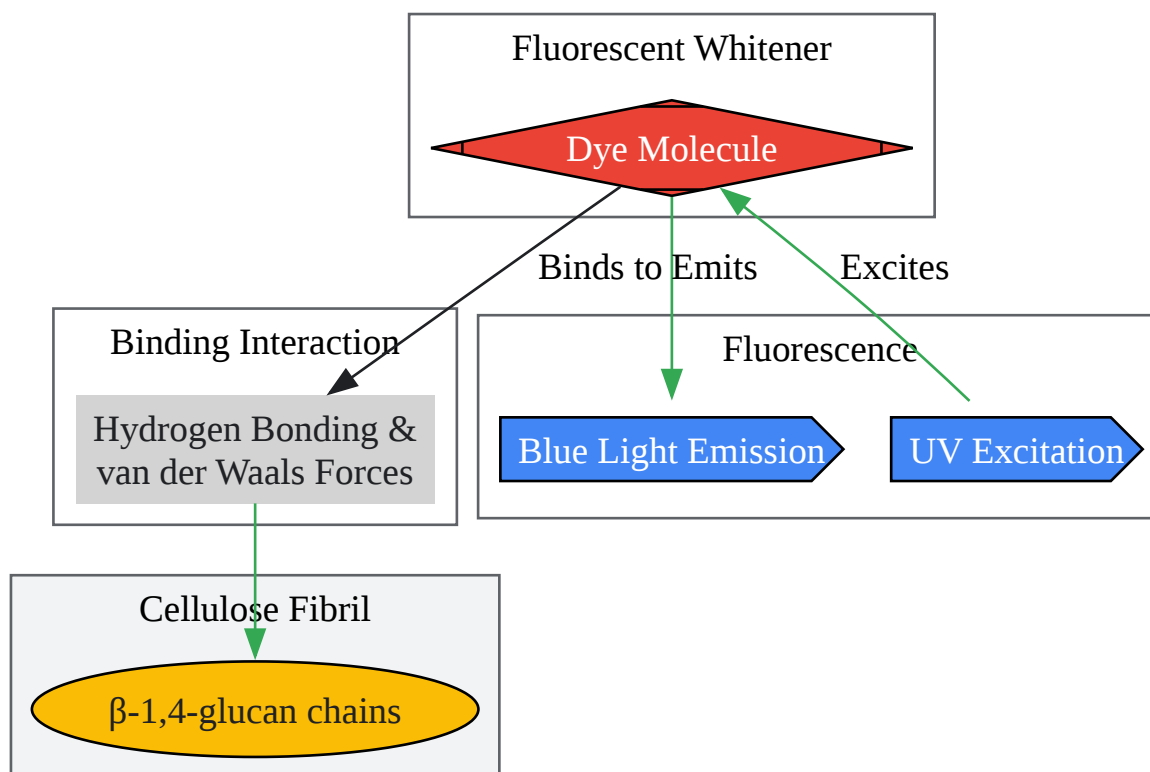 Fluorescent Whitener
Dye Molecule
Binds to
Emits
Excites
Binding Interaction
Hydrogen Bonding &
van der Waals Forces
Fluorescence
Blue Light Emission
UV Excitation
Cellulose Fibril
β-1,4-glucan chains